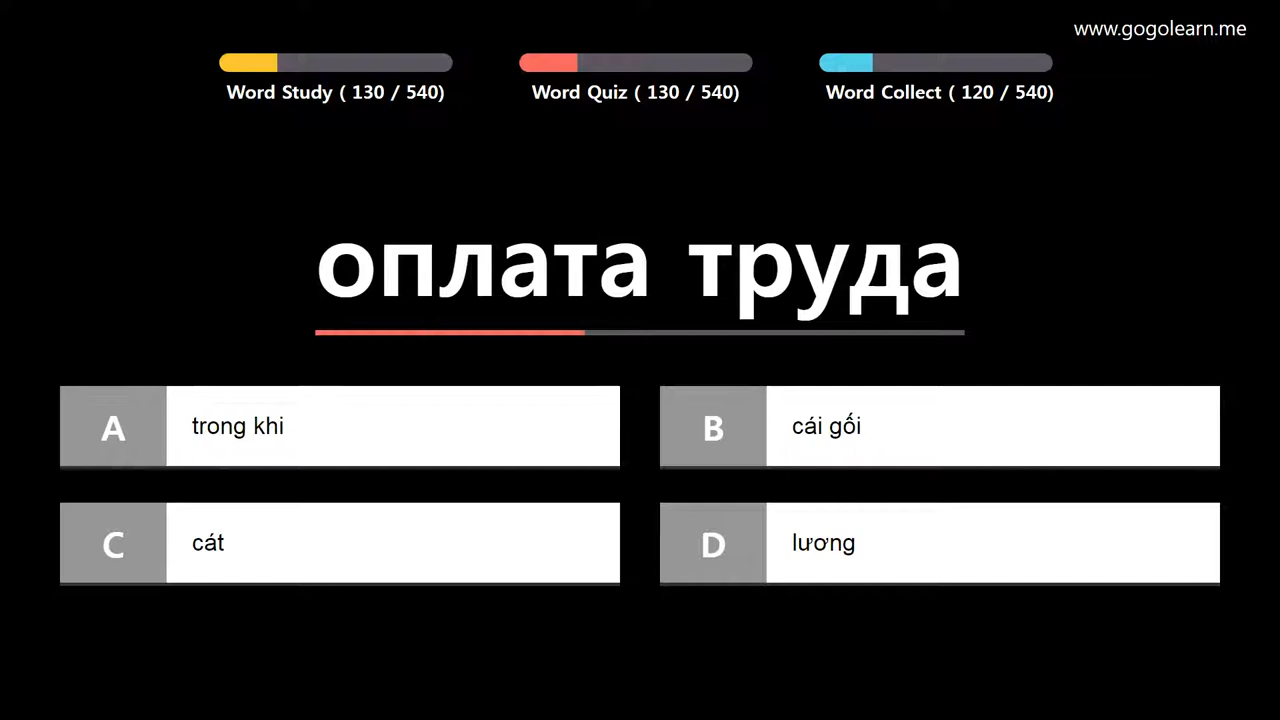 www.gogolearn.me
Word Study ( 130 / 540)
Word Quiz ( 130 / 540)
Word Collect ( 120 / 540)
оплата труда
A trong khi
B cái gối
C cát
D lương